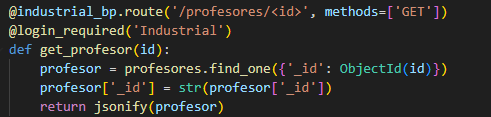 @industrial_bp.route('/profesores/<id>', methods=['GET'])
@login_required('Industrial')
def get_profesor(id):
    profesor = profesores.find_one({'_id': ObjectId(id)})
    profesor['_id'] = str(profesor['_id'])
    return jsonify(profesor)